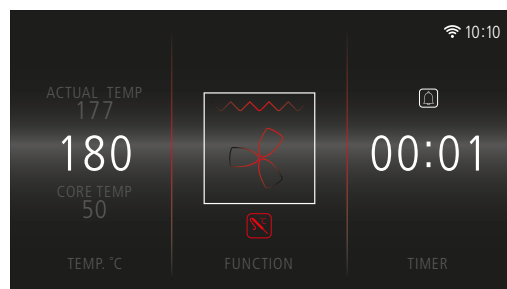 10:10
ACTUAL TEMP
177
180
00:01
CORE TEMP
50
TEMP. °C
FUNCTION
TIMER